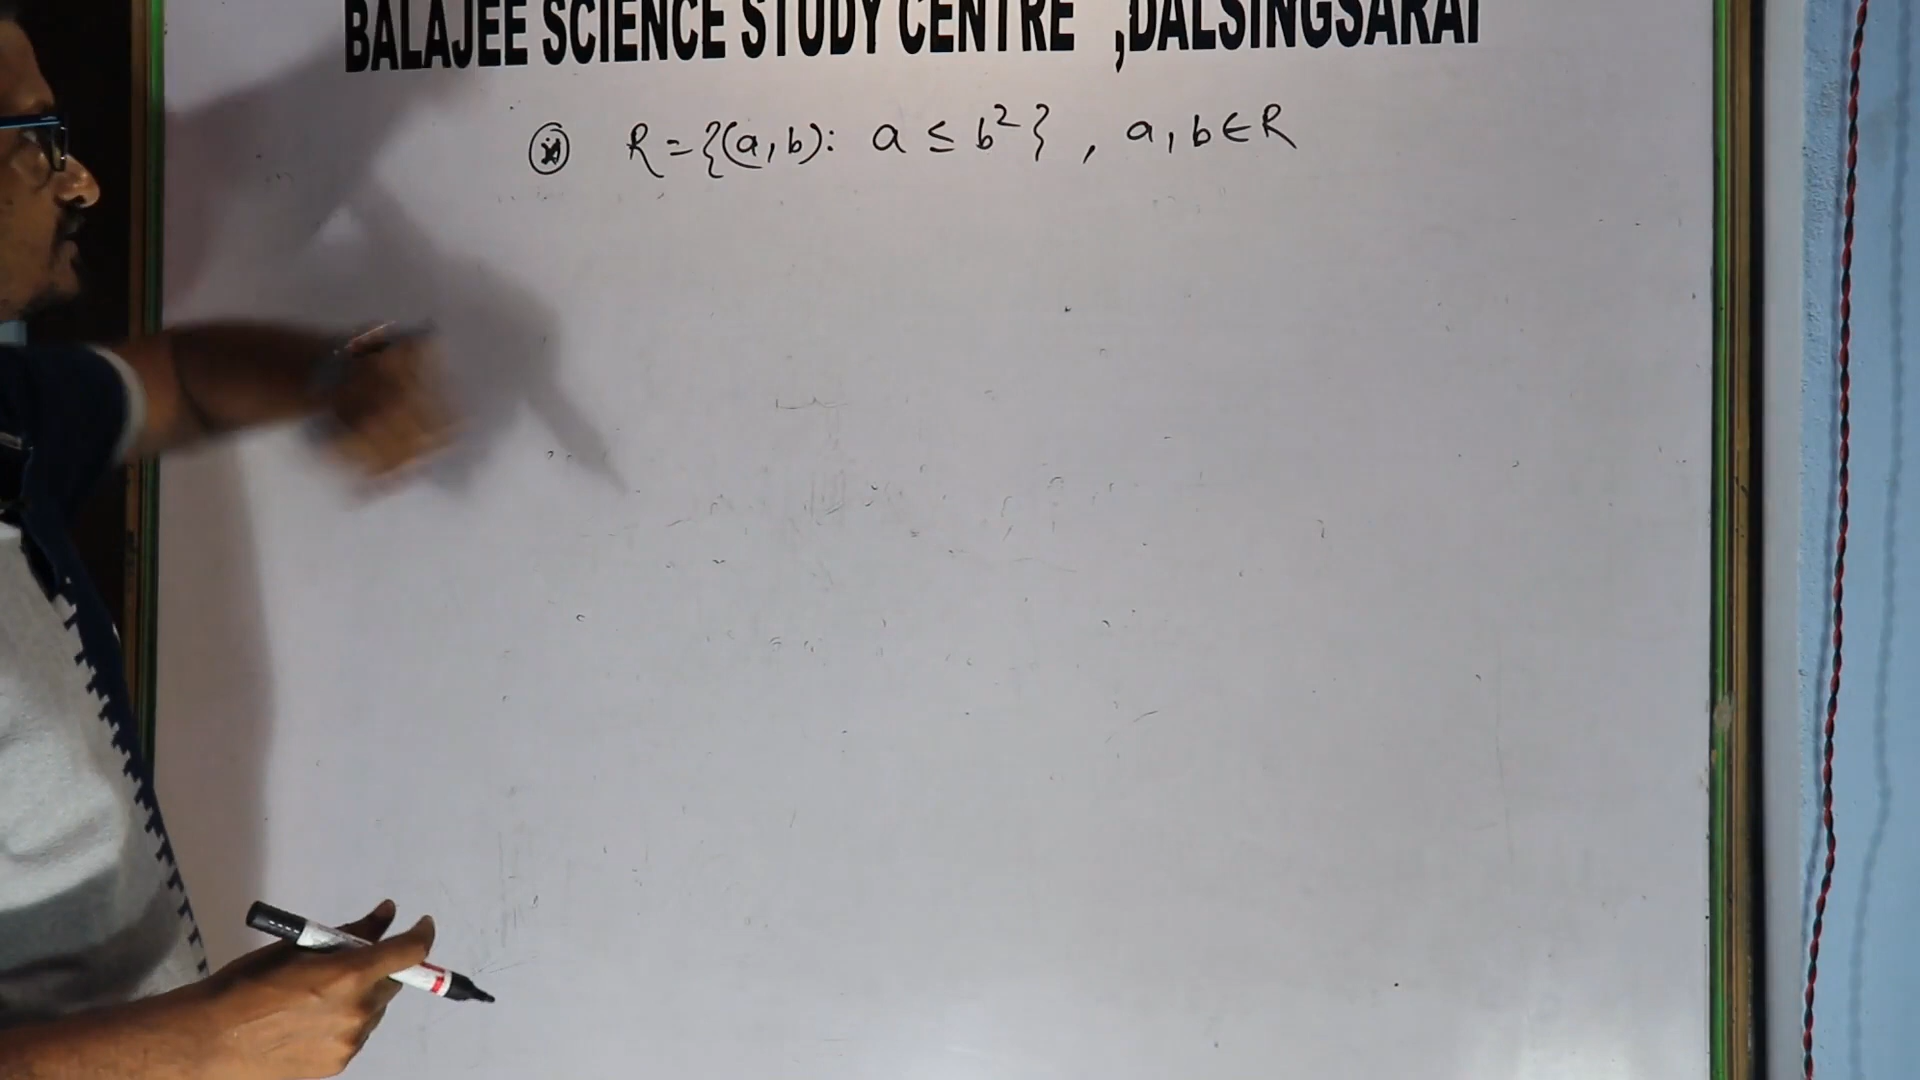 BALAJEE SCIENCE STUDY CENTRE ,DALSINGSARAI
R={(a,b): a ≤ b²} , a,b∈R